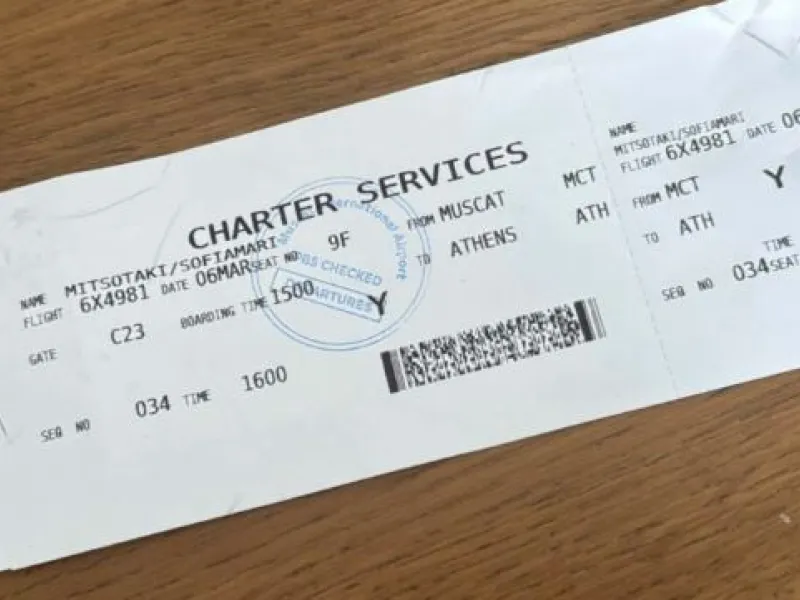 CHARTER SERVICES
NAME MITSOTAKI/SOFIAMARI
FLIGHT 6X4981 DATE 06MAR SEAT NO 9F
FROM MUSCAT MCT
TO ATHENS ATH
GATE C23 BOARDING TIME 1500 Y
SEQ NO 034 TIME 1600
International Airport
CHECKED
DEPARTURES
NAME
MITSOTAKI/SOFIAMARI
FLIGHT 6X4981 DATE 06
FROM MCT Y
TO ATH
TIME
SEQ NO 034 SEAT